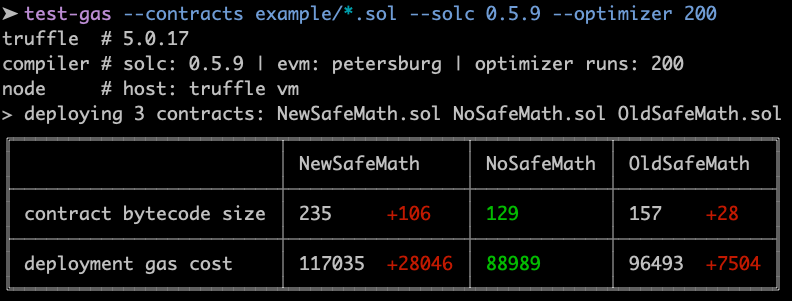 ➤ test-gas --contracts example/*.sol --solc 0.5.9 --optimizer 200
truffle  # 5.0.17
compiler # solc: 0.5.9 | evm: petersburg | optimizer runs: 200
node     # host: truffle vm
> deploying 3 contracts: NewSafeMath.sol NoSafeMath.sol OldSafeMath.sol
NewSafeMath NoSafeMath OldSafeMath
contract bytecode size 235 +106 129 157 +28
deployment gas cost 117035 +28046 88989 96493 +7504